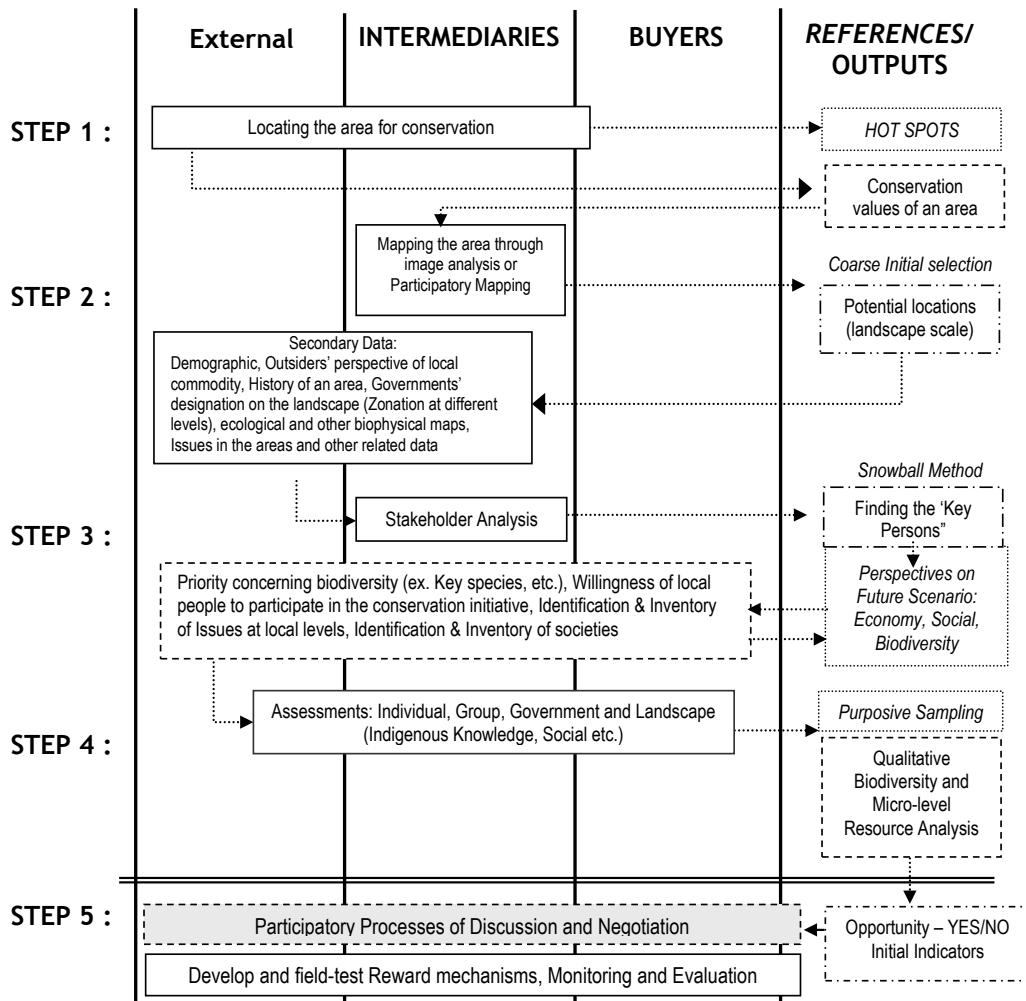 External
INTERMEDIARIES
BUYERS
REFERENCES/
OUTPUTS
STEP 1 :
Locating the area for conservation
HOT SPOTS
Conservation
values of an area
STEP 2 :
Mapping the area through
image analysis or
Participatory Mapping
Coarse Initial selection
Potential locations
(landscape scale)
Secondary Data:
Demographic, Outsiders’ perspective of local
commodity, History of an area, Governments’
designation on the landscape (Zonation at different
levels), ecological and other biophysical maps,
Issues in the areas and other related data
STEP 3 :
Stakeholder Analysis
Snowball Method
Finding the ‘Key
Persons”
Priority concerning biodiversity (ex. Key species, etc.), Willingness of local
people to participate in the conservation initiative, Identification & Inventory
of Issues at local levels, Identification & Inventory of societies
Perspectives on
Future Scenario:
Economy, Social,
Biodiversity
STEP 4 :
Assessments: Individual, Group, Government and Landscape
(Indigenous Knowledge, Social etc.)
Purposive Sampling
Qualitative
Biodiversity and
Micro-level
Resource Analysis
STEP 5 :
Participatory Processes of Discussion and Negotiation
Opportunity – YES/NO
Initial Indicators
Develop and field-test Reward mechanisms, Monitoring and Evaluation